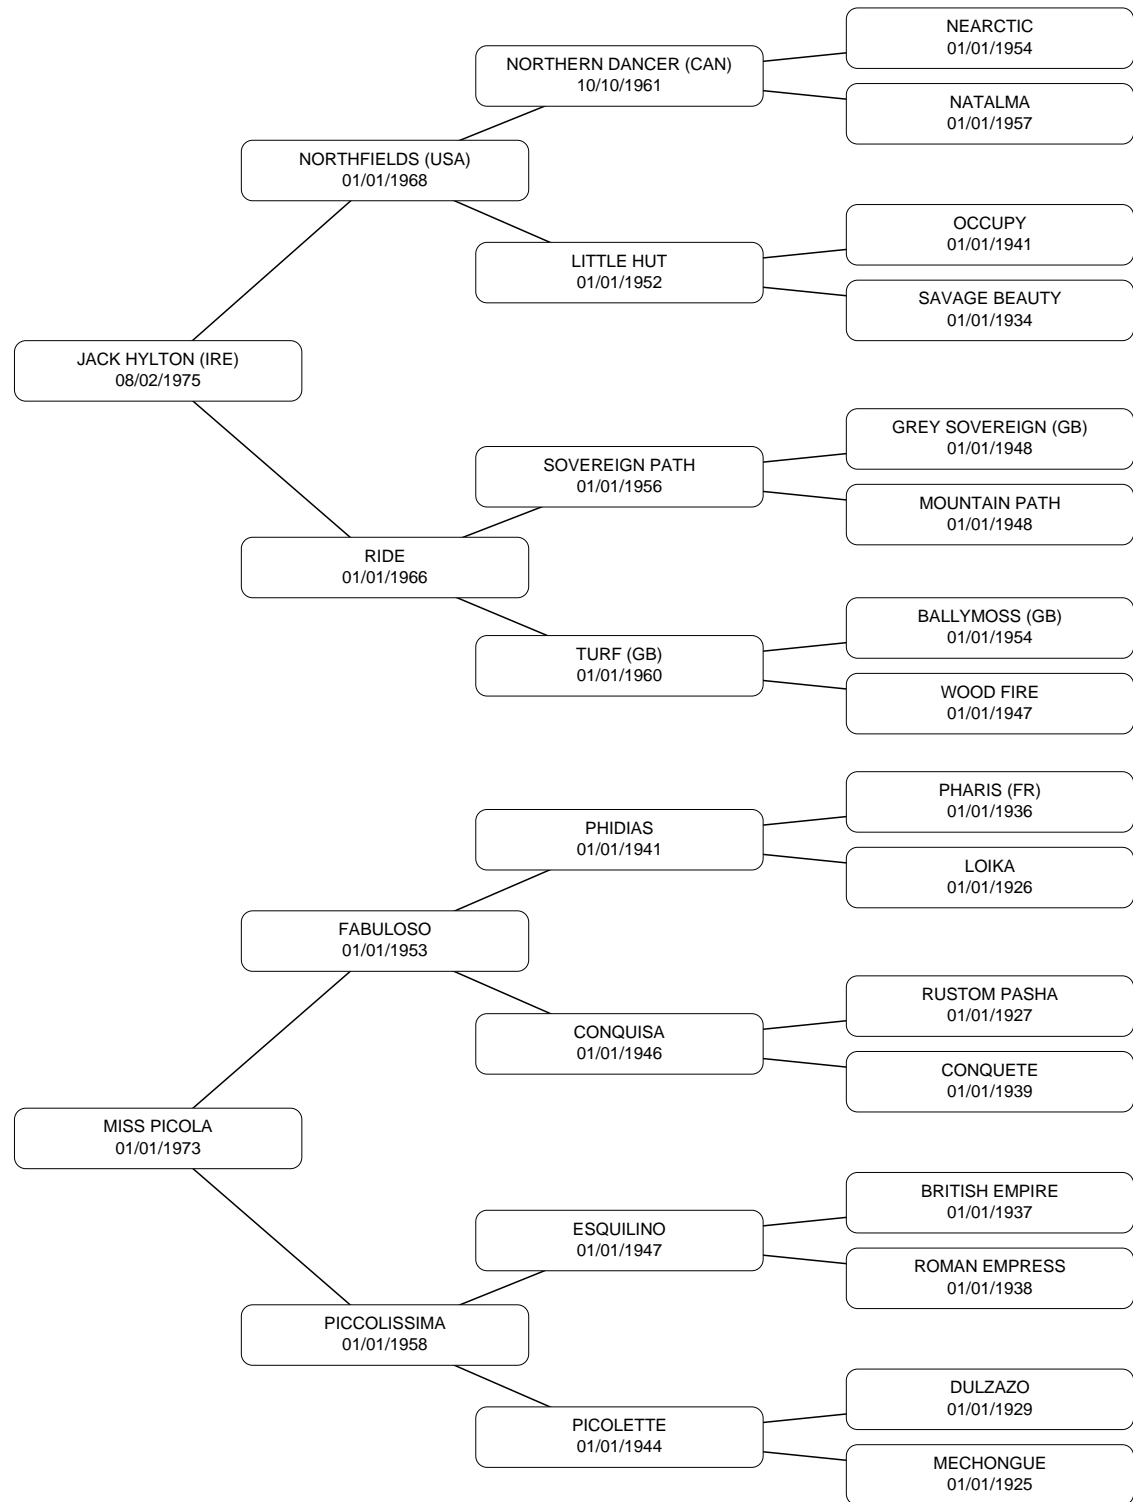 NEARCTIC
01/01/1954
NORTHERN DANCER (CAN)
10/10/1961
NATALMA
01/01/1957
NORTHFIELDS (USA)
01/01/1968
OCCUPY
01/01/1941
LITTLE HUT
01/01/1952
SAVAGE BEAUTY
01/01/1934
JACK HYLTON (IRE)
08/02/1975
GREY SOVEREIGN (GB)
01/01/1948
SOVEREIGN PATH
01/01/1956
MOUNTAIN PATH
01/01/1948
RIDE
01/01/1966
BALLYMOSS (GB)
01/01/1954
TURF (GB)
01/01/1960
WOOD FIRE
01/01/1947
PHARIS (FR)
01/01/1936
PHIDIAS
01/01/1941
LOIKA
01/01/1926
FABULOSO
01/01/1953
RUSTOM PASHA
01/01/1927
CONQUISA
01/01/1946
CONQUETE
01/01/1939
MISS PICOLA
01/01/1973
BRITISH EMPIRE
01/01/1937
ESQUILINO
01/01/1947
ROMAN EMPRESS
01/01/1938
PICCOLISSIMA
01/01/1958
DULZAZO
01/01/1929
PICOLETTE
01/01/1944
MECHONGUE
01/01/1925